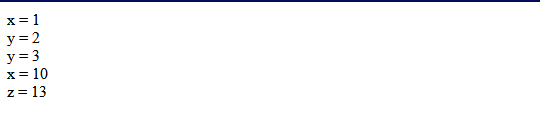 x = 1
y = 2
y = 3
x = 10
z = 13